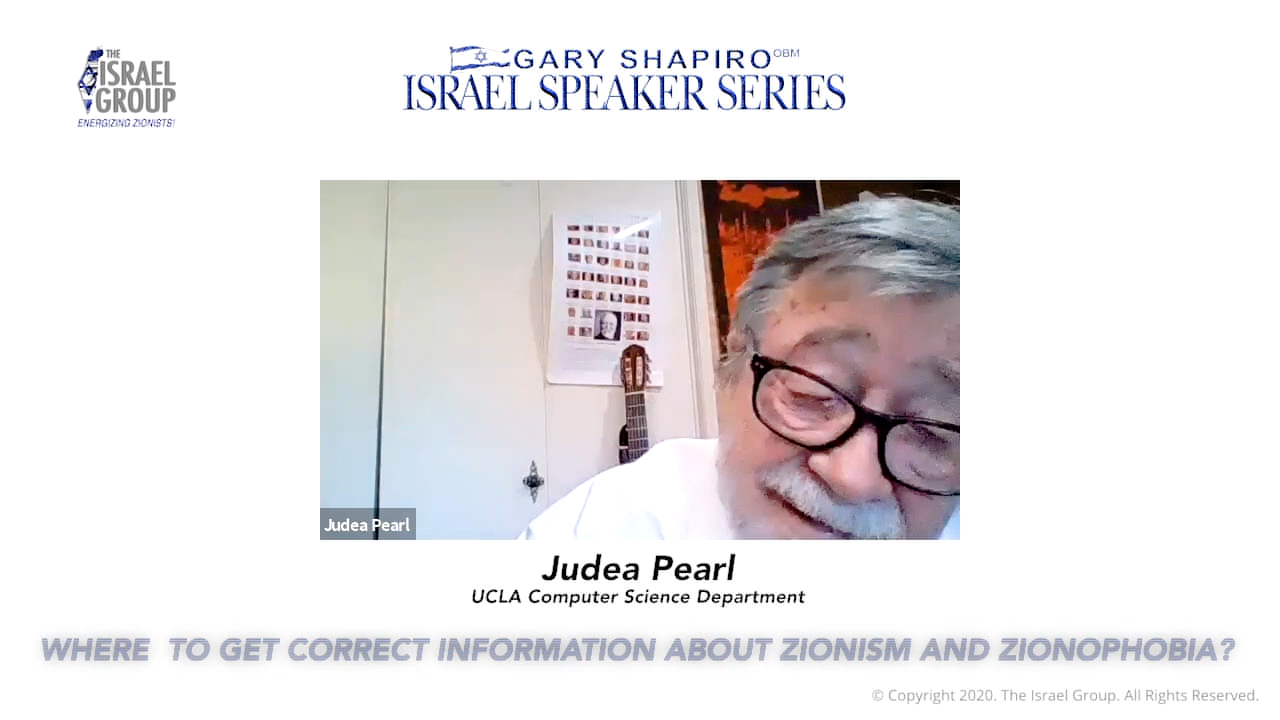 THE
ISRAEL
GROUP
ENERGIZING ZIONISTS!
GARY SHAPIRO OBM
ISRAEL SPEAKER SERIES
Judea Pearl
Judea Pearl
UCLA Computer Science Department
WHERE TO GET CORRECT INFORMATION ABOUT ZIONISM AND ZIONOPHOBIA?
© Copyright 2020. The Israel Group. All Rights Reserved.